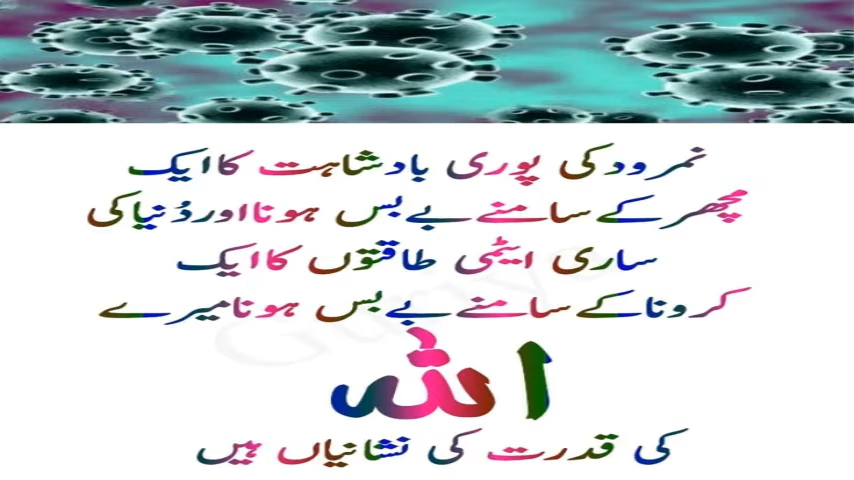 نمرود کی پوری بادشاہت کا ایک
مچھر کے سامنے بے بس ہونا اور دُنیا کی
ساری ایٹمی طاقتوں کا ایک
کرونا کے سامنے بے بس ہونا میرے
اللہ
کی قدرت کی نشانیاں ہیں